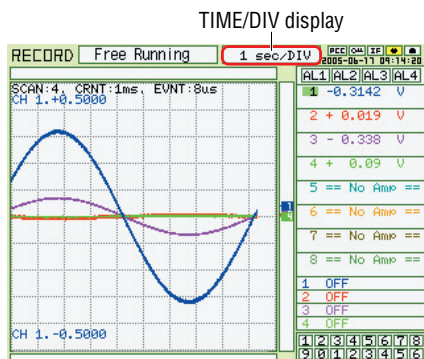 TIME/DIV display
RECORD Free Running 1 sec/DIV PCC IF 2005-06-17 09:14:20
AL1 AL2 AL3 AL4
SCAN:4, CRNT:1ms, EVNT:8us
CH 1.+0.5000
1 -0.3142 V
2 + 0.019 V
3 - 0.338 V
4 + 0.09 V
5 == No Amp ==
6 == No Amp ==
7 == No Amp ==
8 == No Amp ==
1 OFF
2 OFF
3 OFF
4 OFF
CH 1.-0.5000
1 2 3 4 5 6 7 8
9 0 1 2 3 4 5 6